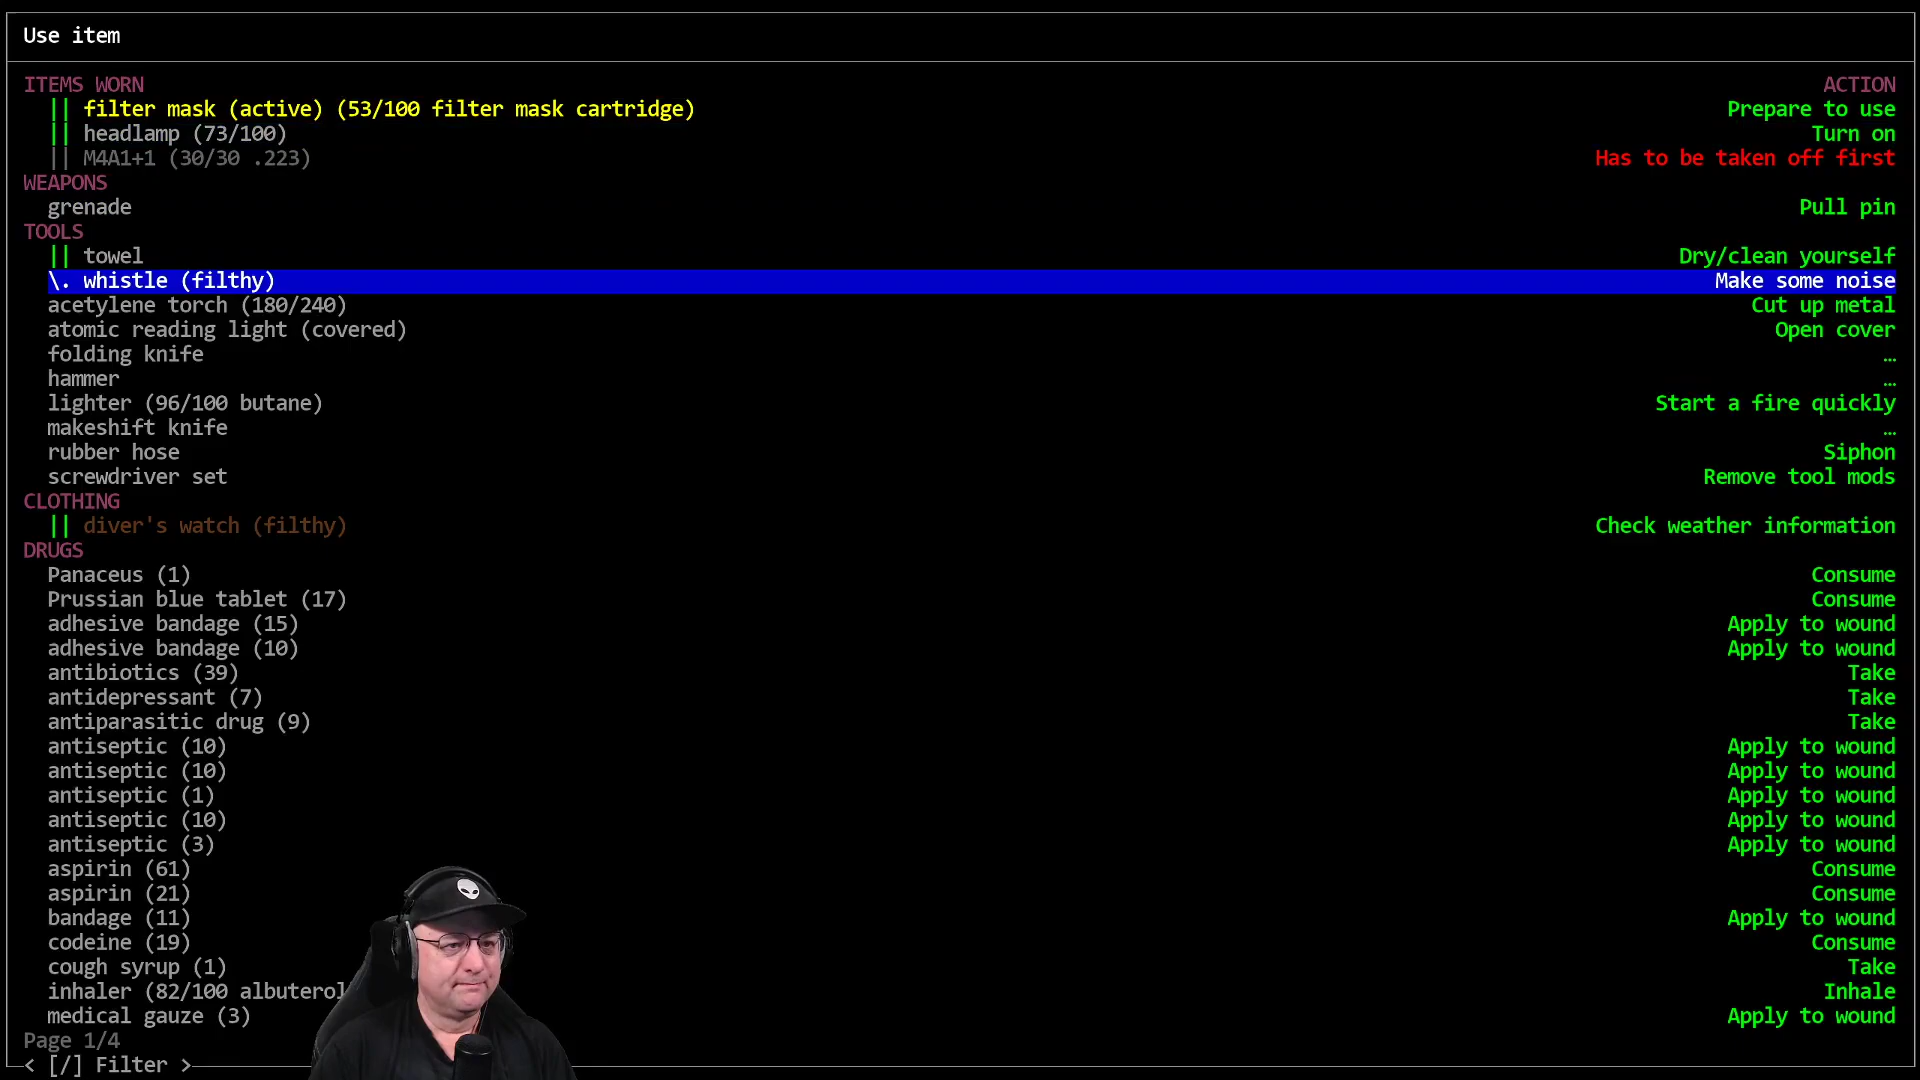 Use item
ITEMS WORN ACTION
|| filter mask (active) (53/100 filter mask cartridge) Prepare to use
|| headlamp (73/100) Turn on
|| M4A1+1 (30/30 .223) Has to be taken off first
WEAPONS
grenade Pull pin
TOOLS
|| towel Dry/clean yourself
\. whistle (filthy) Make some noise
acetylene torch (180/240) Cut up metal
atomic reading light (covered) Open cover
folding knife …
hammer …
lighter (96/100 butane) Start a fire quickly
makeshift knife …
rubber hose Siphon
screwdriver set Remove tool mods
CLOTHING
|| diver's watch (filthy) Check weather information
DRUGS
Panaceus (1) Consume
Prussian blue tablet (17) Consume
adhesive bandage (15) Apply to wound
adhesive bandage (10) Apply to wound
antibiotics (39) Take
antidepressant (7) Take
antiparasitic drug (9) Take
antiseptic (10) Apply to wound
antiseptic (10) Apply to wound
antiseptic (1) Apply to wound
antiseptic (10) Apply to wound
antiseptic (3) Apply to wound
aspirin (61) Consume
aspirin (21) Consume
bandage (11) Apply to wound
codeine (19) Consume
cough syrup (1) Take
inhaler (82/100 albuterol Inhale
medical gauze (3) Apply to wound
Page 1/4
< [/] Filter >